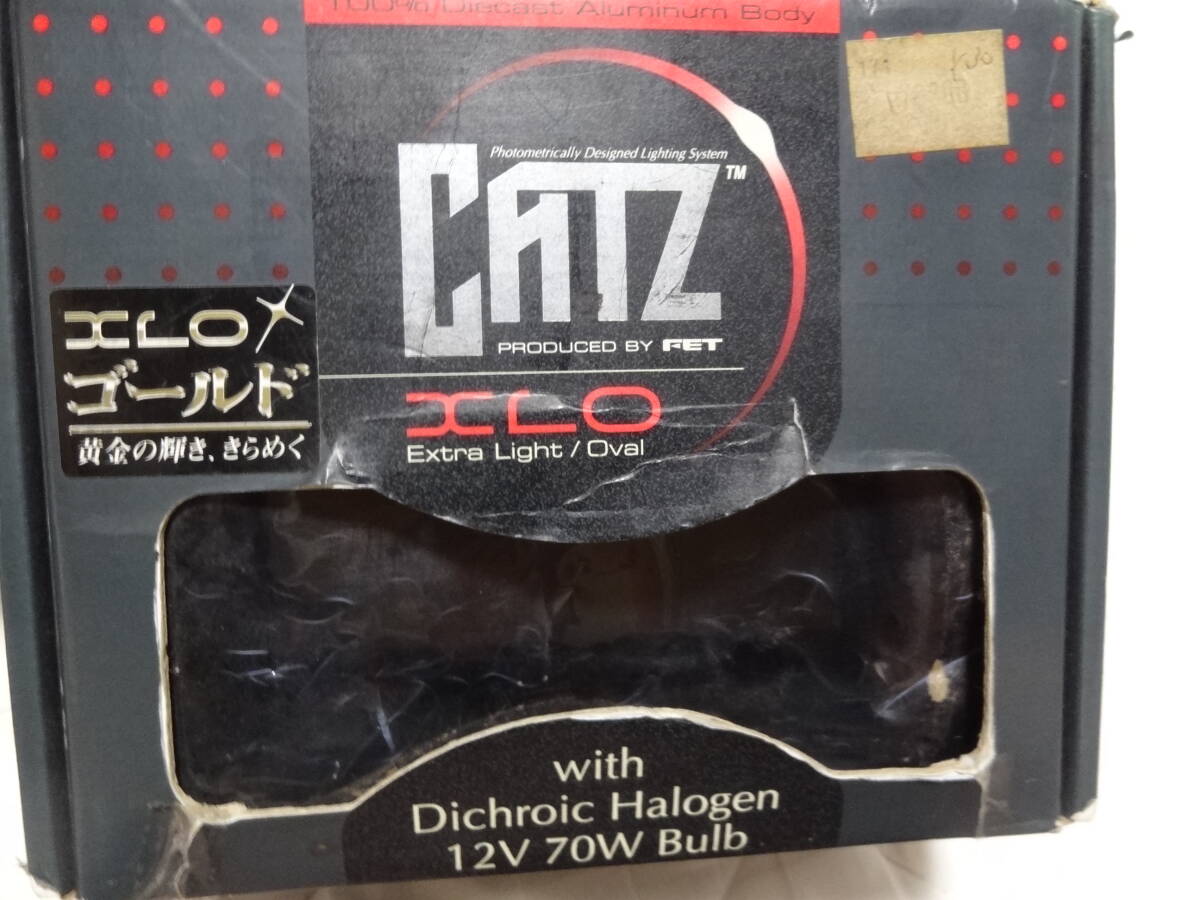 100% Diecast Aluminum Body
Photometrically Designed Lighting System
CATZ™
PRODUCED BY FET
XLO
ゴールド
黄金の輝き、きらめく
XLO
Extra Light / Oval
with
Dichroic Halogen
12V 70W Bulb